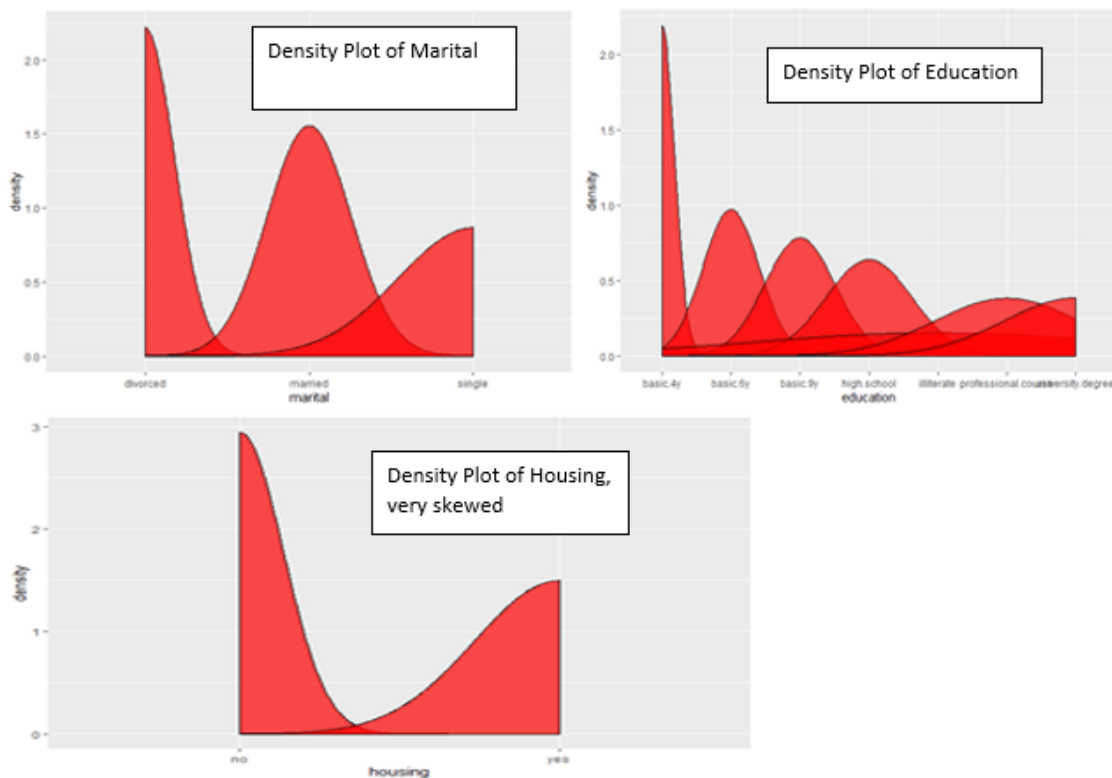 Density Plot of Marital
2.0
1.5
1.0
0.5
0.0
density
divorced married single
marital
Density Plot of Education
2.0
1.5
1.0
0.5
0.0
density
basic.4y basic.6y basic.9y high.school illiterate professional.course university.degree
education
Density Plot of Housing,
very skewed
3
2
1
0
density
no yes
housing